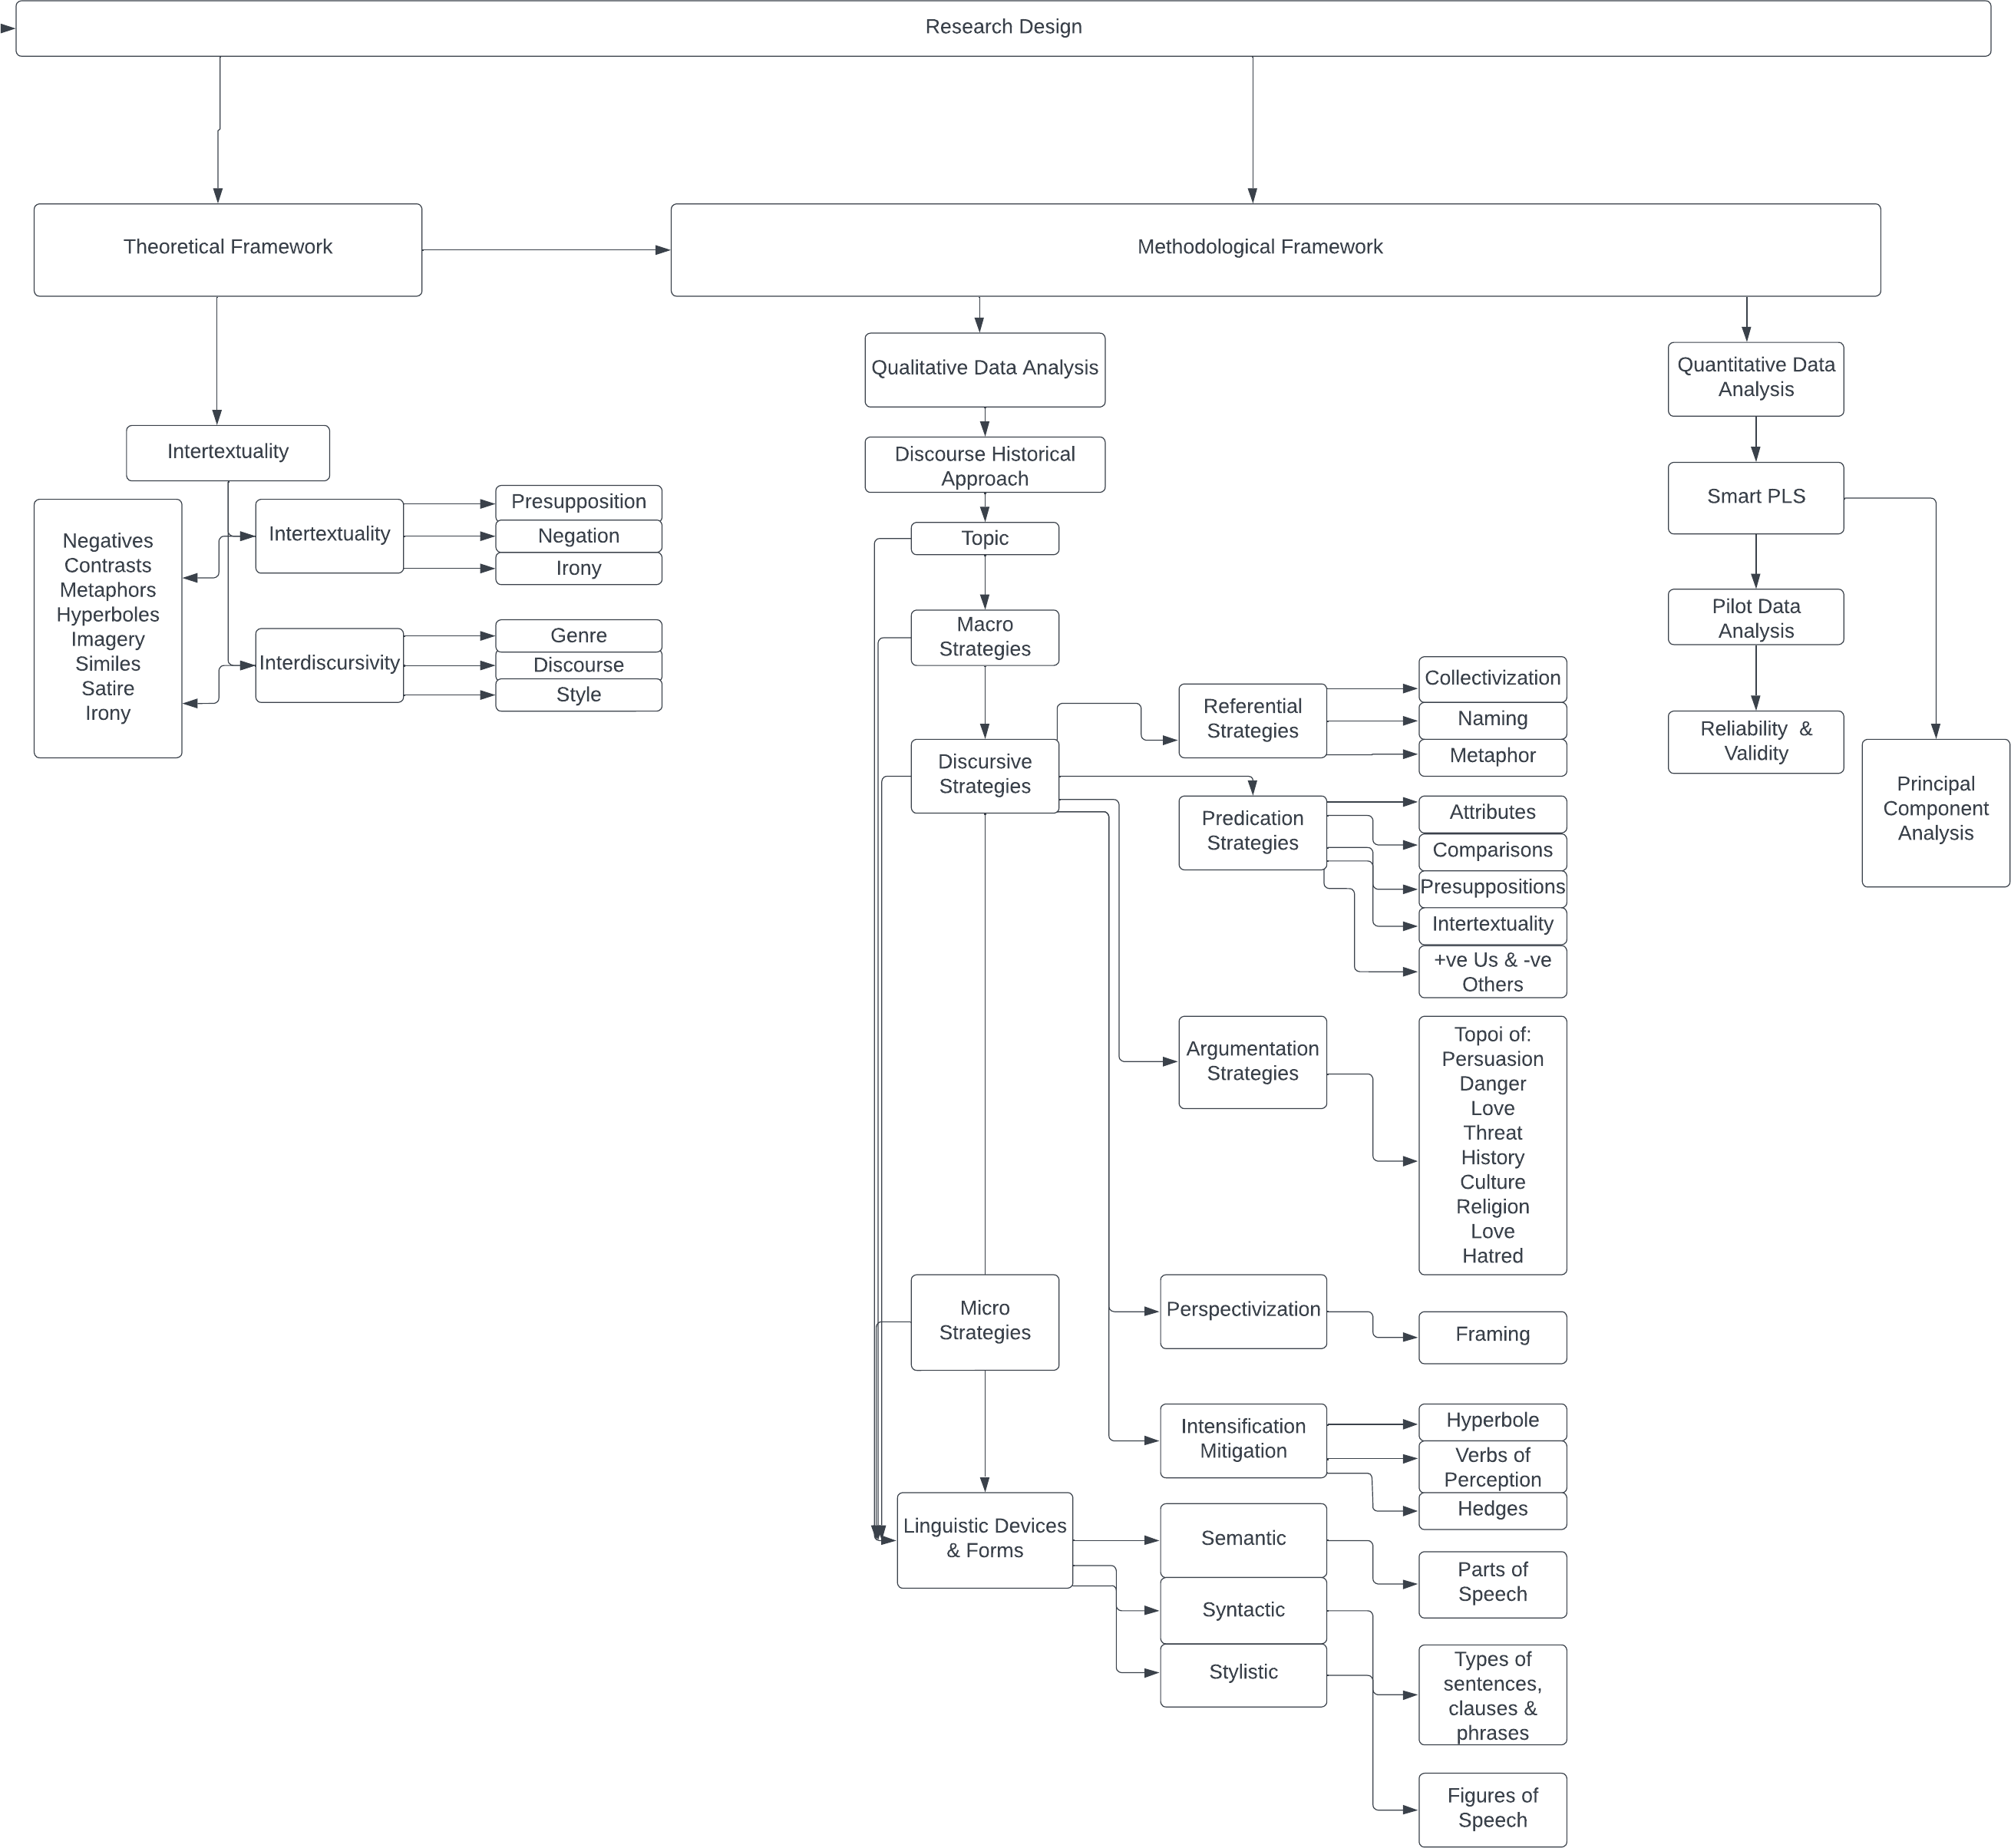 Research Design
Theoretical Framework
Methodological Framework
Intertextuality
Negatives
Contrasts
Metaphors
Hyperboles
Imagery
Similes
Satire
Irony
Intertextuality
Presupposition
Negation
Irony
Interdiscursivity
Genre
Discourse
Style
Qualitative Data Analysis
Discourse Historical
Approach
Topic
Macro
Strategies
Discursive
Strategies
Referential
Strategies
Collectivization
Naming
Metaphor
Predication
Strategies
Attributes
Comparisons
Presuppositions
Intertextuality
+ve Us & -ve
Others
Argumentation
Strategies
Topoi of:
Persuasion
Danger
Love
Threat
History
Culture
Religion
Love
Hatred
Micro
Strategies
Perspectivization
Framing
Intensification
Mitigation
Hyperbole
Verbs of
Perception
Hedges
Linguistic Devices
& Forms
Semantic
Syntactic
Stylistic
Parts of
Speech
Types of
sentences,
clauses &
phrases
Figures of
Speech
Quantitative Data
Analysis
Smart PLS
Pilot Data
Analysis
Reliability &
Validity
Principal
Component
Analysis